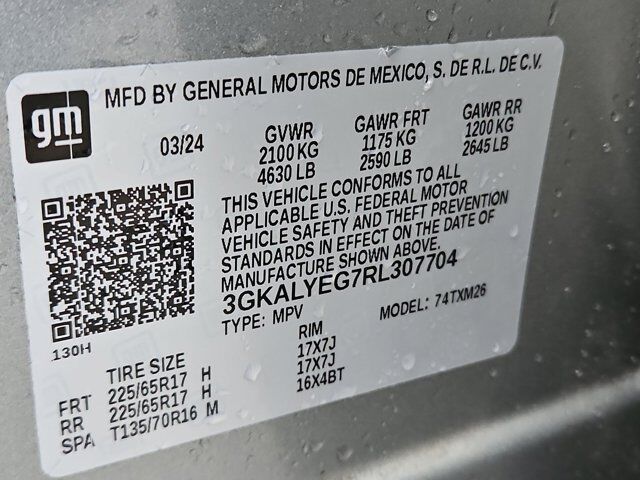 gm
MFD BY GENERAL MOTORS DE MEXICO, S. DE R.L. DE C.V.
03/24 GVWR GAWR FRT GAWR RR
2100 KG 1175 KG 1200 KG
4630 LB 2590 LB 2645 LB
THIS VEHICLE CONFORMS TO ALL
APPLICABLE U.S. FEDERAL MOTOR
VEHICLE SAFETY AND THEFT PREVENTION
STANDARDS IN EFFECT ON THE DATE OF
MANUFACTURE SHOWN ABOVE.
3GKALYEG7RL307704
TYPE: MPV MODEL: 74TXM26
130H
TIRE SIZE RIM
FRT 225/65R17 H 17X7J
RR 225/65R17 H 17X7J
SPA T135/70R16 M 16X4BT